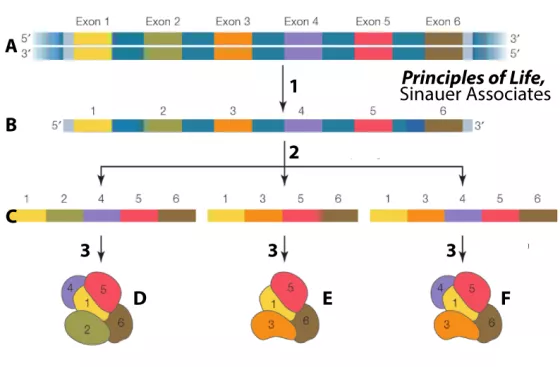 Exon 1 Exon 2 Exon 3 Exon 4 Exon 5 Exon 6
5′ 3′
A
3′ 5′
1
Principles of Life,
Sinauer Associates
1 2 3 4 5 6
B 5′ 3′
2
1 2 4 5 6 1 3 5 6 1 3 4 5 6
C
3 3 3
4 5 1 2 6 D 5 1 3 6 E 4 5 1 3 6 F